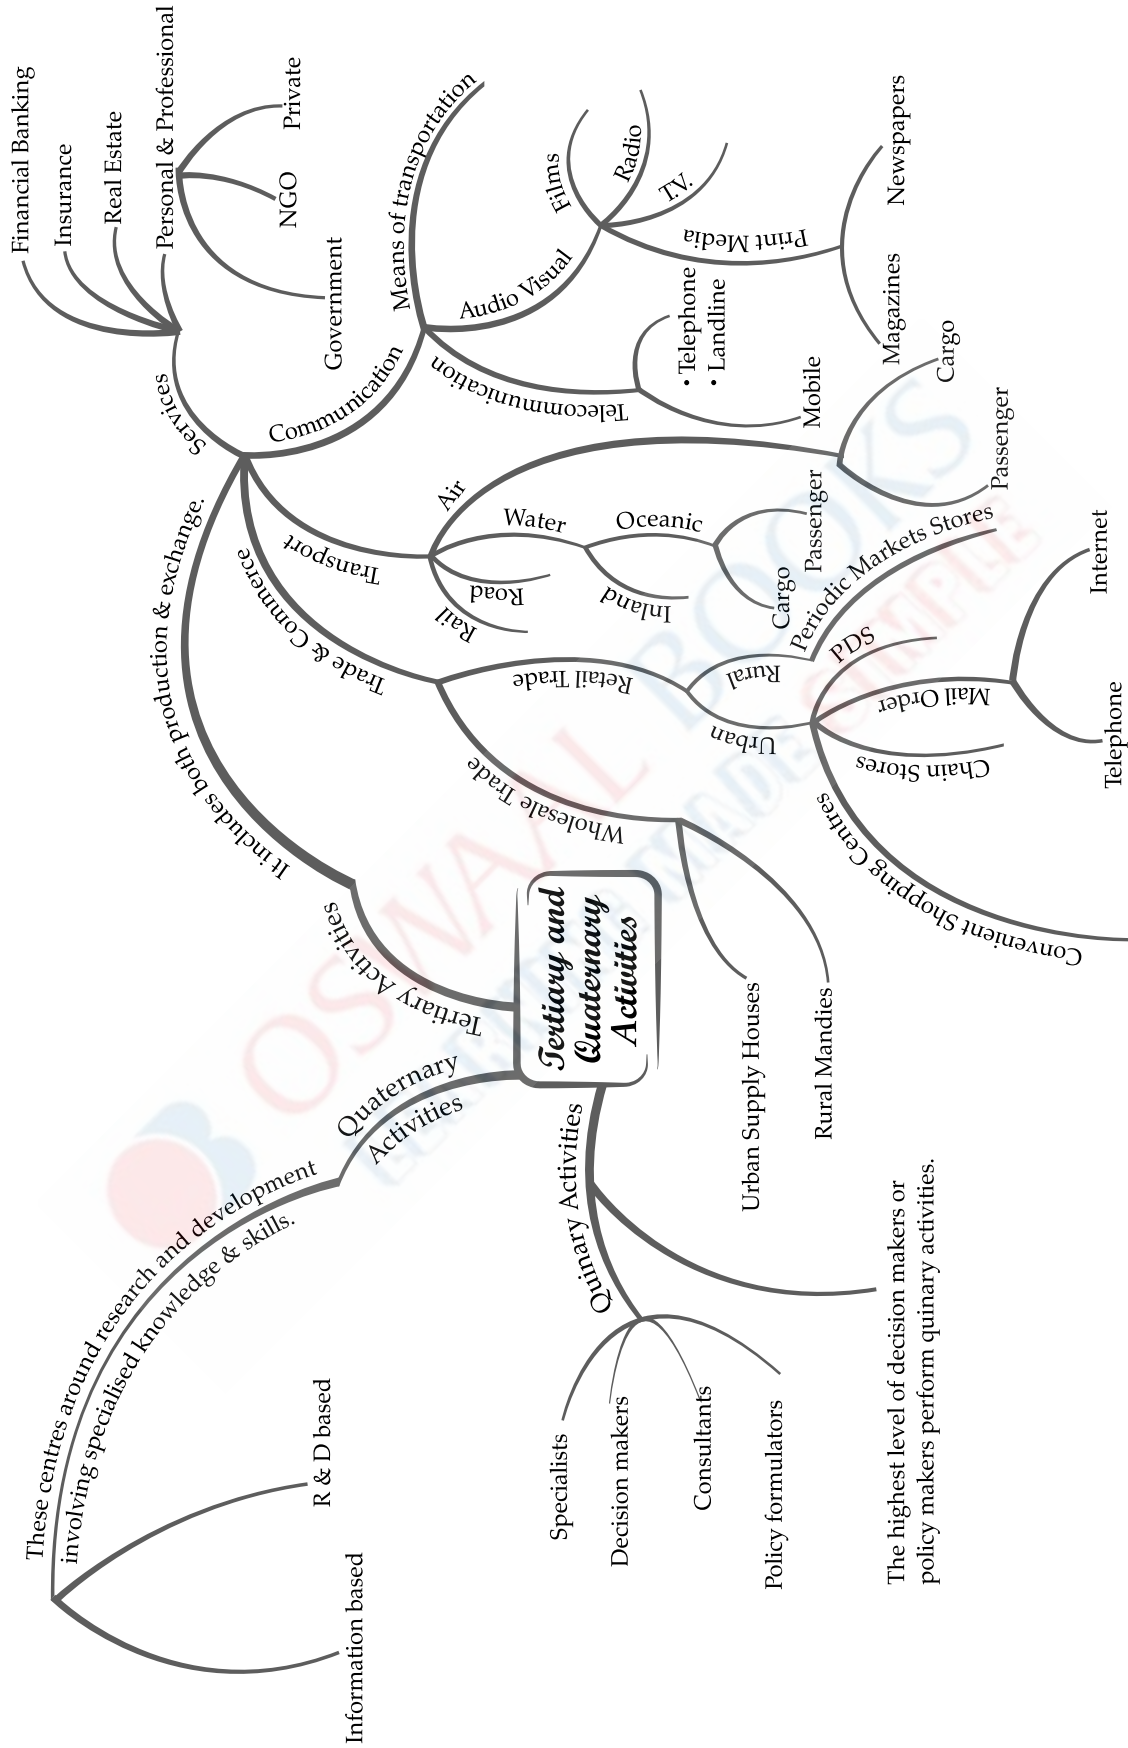 Tertiary and
Quaternary
Activities
Tertiary Activities
It includes both production & exchange.
Services
Financial Banking
Insurance
Real Estate
Personal & Professional
Private
NGO
Government
Communication
Means of transportation
Audio Visual
Films
Radio
T.V.
Print Media
Newspapers
Magazines
Telecommunication
• Telephone
• Landline
Mobile
Transport
Air
Cargo
Passenger
Water
Oceanic
Passenger
Cargo
Inland
Road
Rail
Trade & Commerce
Retail Trade
Rural
Periodic Markets Stores
Urban
PDS
Mail Order
Internet
Telephone
Chain Stores
Convenient Shopping Centres
Wholesale Trade
Urban Supply Houses
Rural Mandies
Quaternary
Activities
These centres around research and development
involving specialised knowledge & skills.
R & D based
Information based
Quinary Activities
Specialists
Decision makers
Consultants
Policy formulators
The highest level of decision makers or
policy makers perform quinary activities.
OSWAAL BOOKS
LEARNING MADE SIMPLE